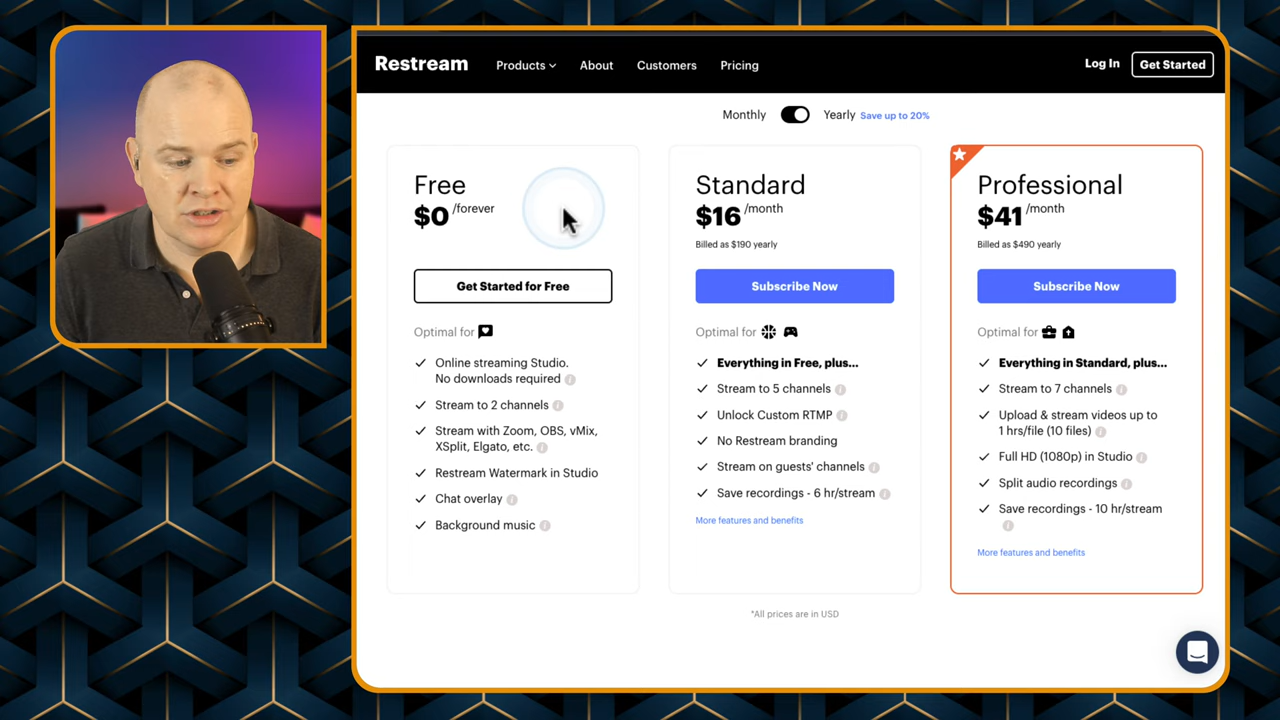 Restream
Products
About
Customers
Pricing
Log In
Get Started
Monthly
Yearly
Save up to 20%
Free
$0 /forever
Get Started for Free
Optimal for
Online streaming Studio.
No downloads required
Stream to 2 channels
Stream with Zoom, OBS, vMix,
XSplit, Elgato, etc.
Restream Watermark in Studio
Chat overlay
Background music
Standard
$16 /month
Billed as $190 yearly
Subscribe Now
Optimal for
Everything in Free, plus...
Stream to 5 channels
Unlock Custom RTMP
No Restream branding
Stream on guests' channels
Save recordings - 6 hr/stream
More features and benefits
Professional
$41 /month
Billed as $490 yearly
Subscribe Now
Optimal for
Everything in Standard, plus...
Stream to 7 channels
Upload & stream videos up to
1 hrs/file (10 files)
Full HD (1080p) in Studio
Split audio recordings
Save recordings - 10 hr/stream
More features and benefits
*All prices are in USD